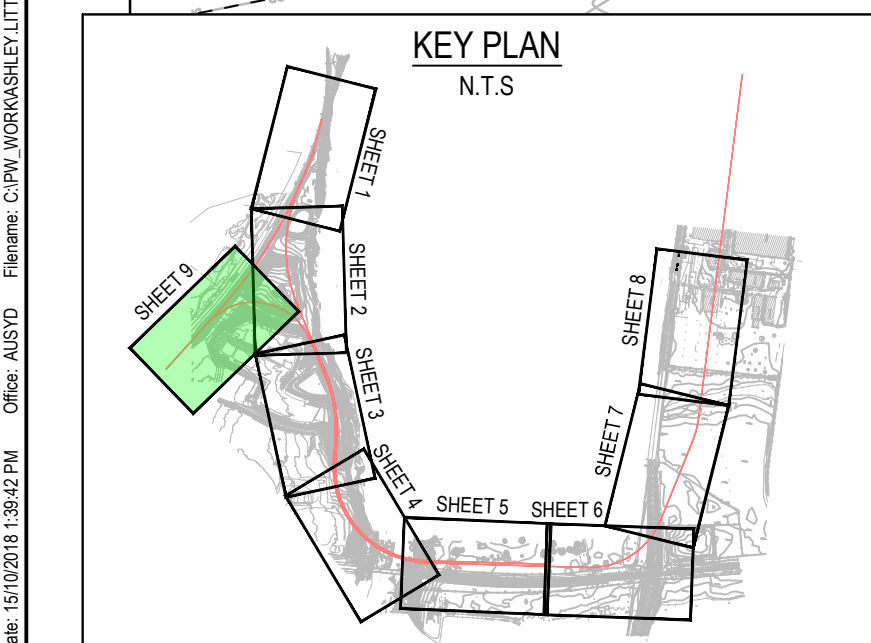 KEY PLAN
N.T.S
SHEET 1
SHEET 2
SHEET 3
SHEET 4
SHEET 5
SHEET 6
SHEET 7
SHEET 8
SHEET 9
ate: 15/10/2018 1:39:42 PM Office: AUSYD Filename: C:\PW_WORK\ASHLEY.LITT